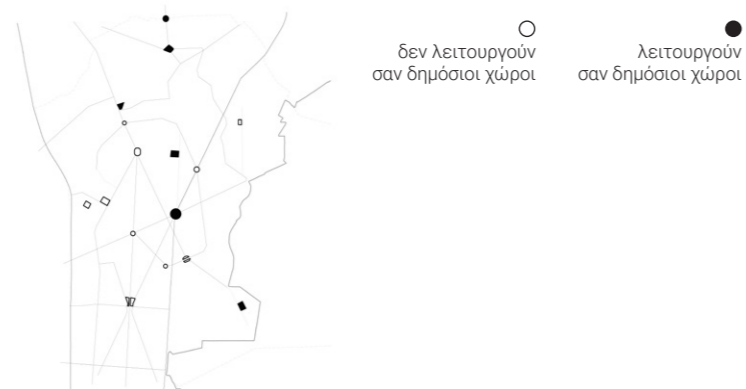 δεν λειτουργούν
σαν δημόσιοι χώροι
λειτουργούν
σαν δημόσιοι χώροι